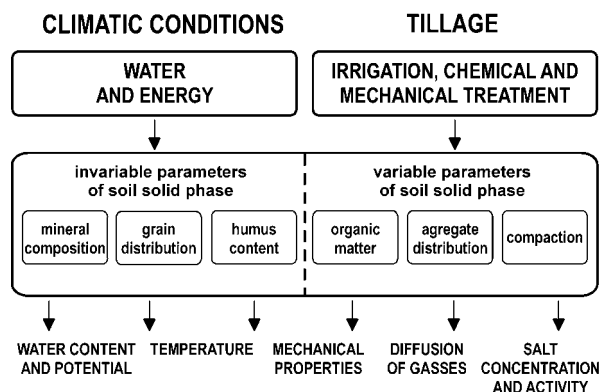 CLIMATIC CONDITIONS
TILLAGE
WATER
AND ENERGY
IRRIGATION, CHEMICAL AND
MECHANICAL TREATMENT
invariable parameters
of soil solid phase
variable parameters
of soil solid phase
mineral
composition
grain
distribution
humus
content
organic
matter
agregate
distribution
compaction
WATER CONTENT
AND POTENTIAL
TEMPERATURE
MECHANICAL
PROPERTIES
DIFFUSION
OF GASSES
SALT
CONCENTRATION
AND ACTIVITY